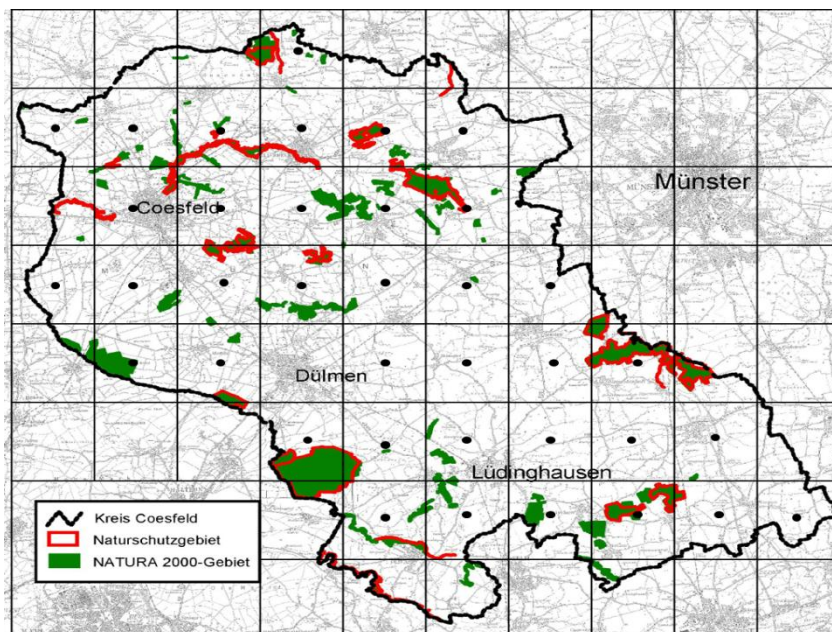 Münster
Coesfeld
Dülmen
Lüdinghausen
Kreis Coesfeld
Naturschutzgebiet
NATURA 2000-Gebiet